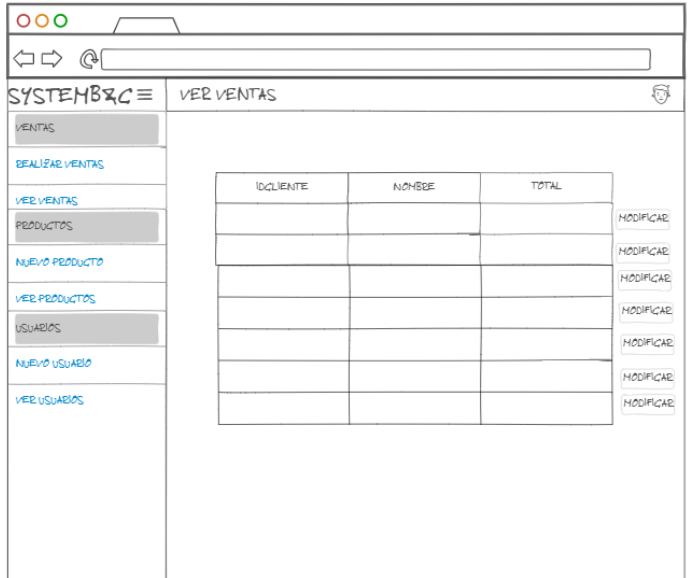 SYSTEMB&C
VER VENTAS
VENTAS
REALIZAR VENTAS
VER VENTAS
PRODUCTOS
NUEVO PRODUCTO
VER PRODUCTOS
USUARIOS
NUEVO USUARIO
VER USUARIOS
IDCLIENTE NOMBRE TOTAL
MODIFICAR
MODIFICAR
MODIFICAR
MODIFICAR
MODIFICAR
MODIFICAR
MODIFICAR